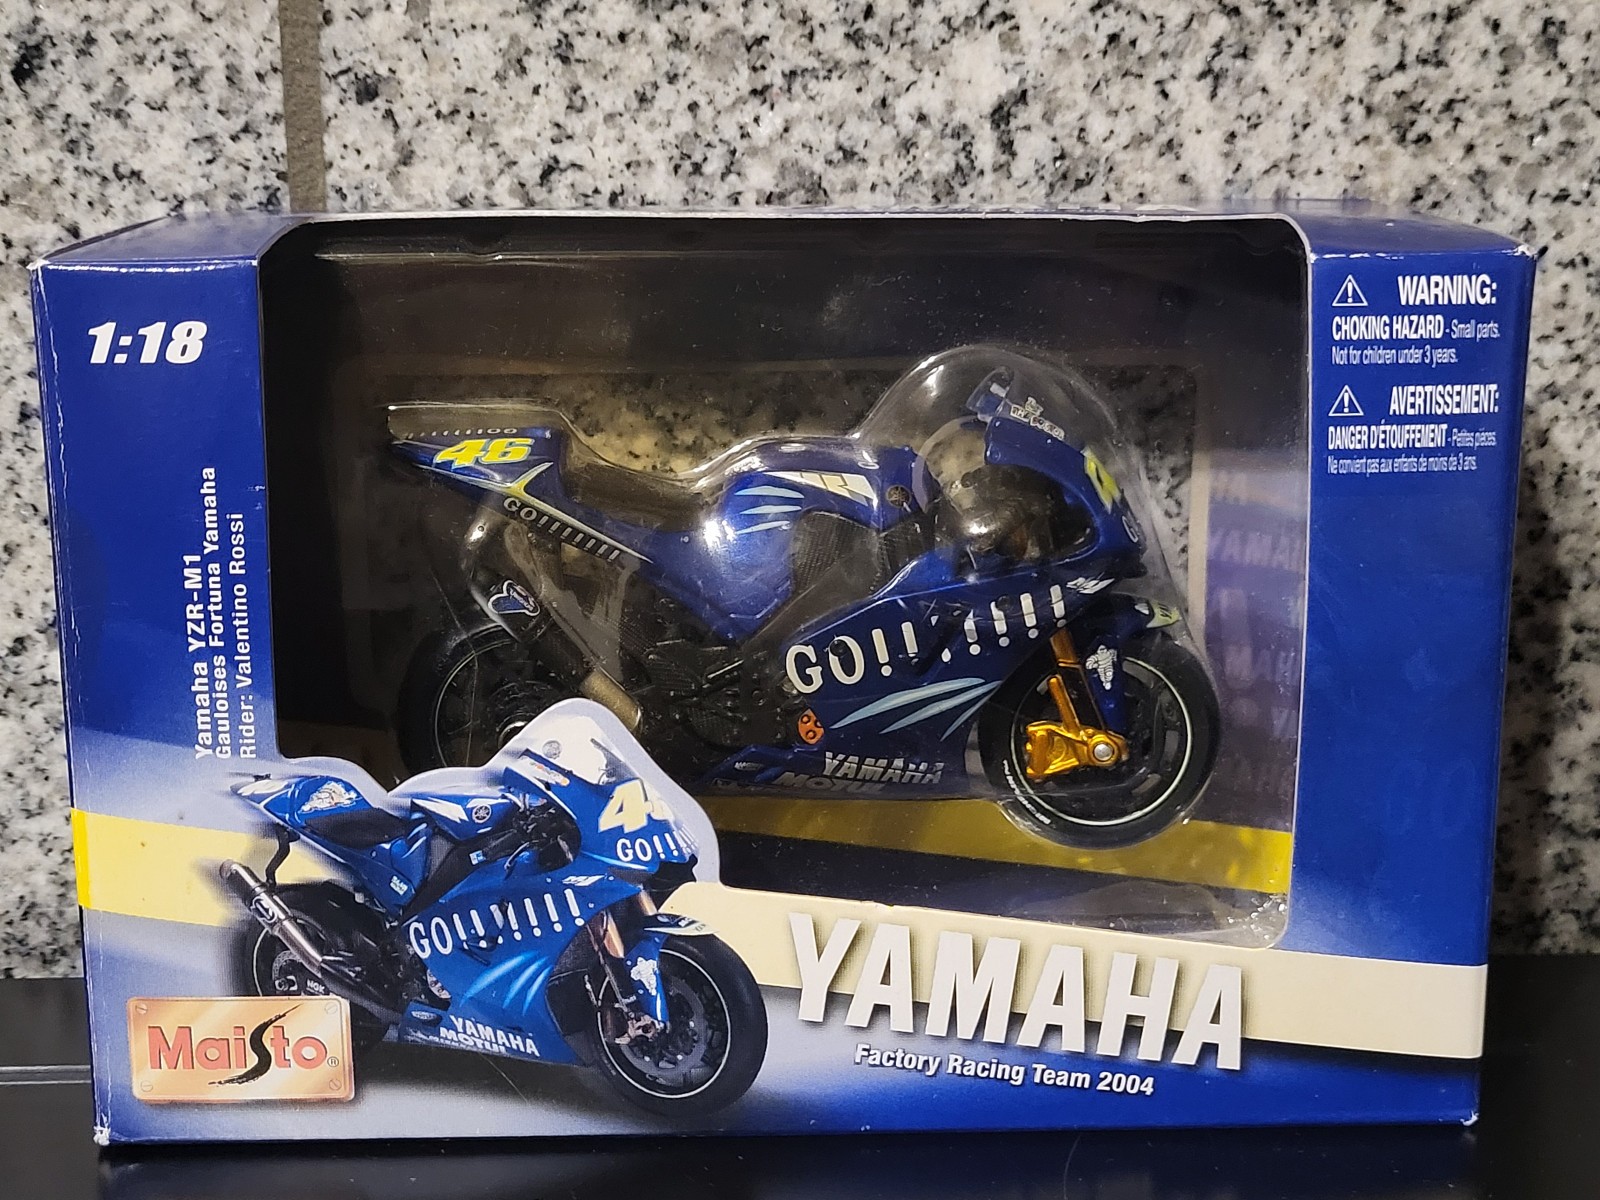 1:18
Yamaha YZR-M1
Gauloises Fortuna Yamaha
Rider: Valentino Rossi
WARNING:
CHOKING HAZARD - Small parts.
Not for children under 3 years.
AVERTISSEMENT:
DANGER D'ÉTOUFFEMENT - Petites pièces.
Ne convient pas aux enfants de moins de 3 ans.
46
GO!!!!!!!!!
GO!!!!!!!!
YAMAHA
MOTUL
46
GO!!!
GO!!!!!!!!
NGK
YAMAHA
MOTUL
YAMAHA
Factory Racing Team 2004
Maisto®